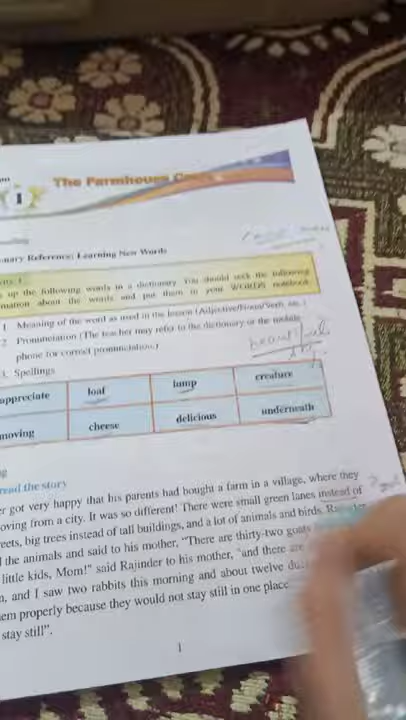 1
The Farmhouse
nary Reference: Learning New Words
up the following words in a dictionary. You should seek the following
mation about the words and put them in your WORDS notebook
1. Meaning of the word as used in the lesson (Adjective/Noun/Verb, etc.)
2. Pronunciation (The teacher may refer to the dictionary or the mobile
phone for correct pronunciation.)
3. Spellings
appreciate loaf lamp creature
moving cheese delicious underneath
read the story
er got very happy that his parents had bought a farm in a village, where they
oving from a city. It was so different! There were small green lanes instead of
eets, big trees instead of tall buildings, and a lot of animals and birds.
the animals and said to his mother, "There are thirty-two goats
little kids, Mom!" said Rajinder to his mother, "and there are
, and I saw two rabbits this morning and about twelve
em properly because they would not stay still in one place
stay still".
1